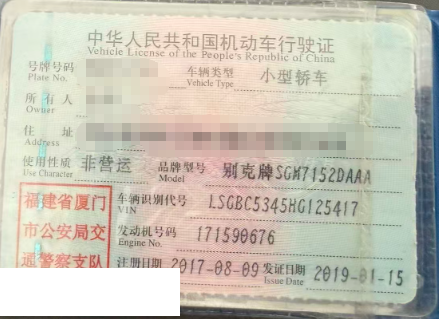 中华人民共和国机动车行驶证
Vehicle License of the People's Republic of China
号牌号码
Plate No.
车辆类型
Vehicle Type
小型轿车
所有人
Owner
住址
Address
使用性质
Use Character
非营运
品牌型号
Model
别克牌SGM7152DAAA
福建省厦门
市公安局交
通警察支队
车辆识别代号
VIN
LSGBC5345HG125417
发动机号码
Engine No.
171590676
注册日期 2017-08-09
发证日期
Issue Date
2019-01-15